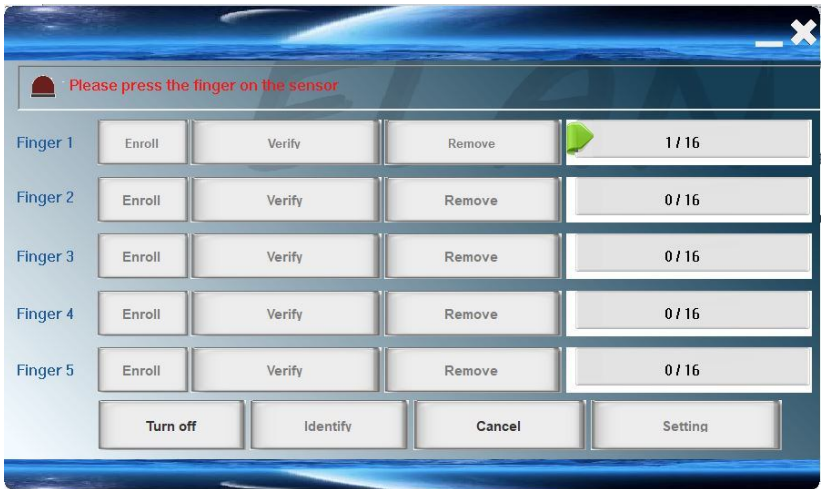 ELAN
Please press the finger on the sensor
Finger 1 Enroll Verify Remove 1 / 16
Finger 2 Enroll Verify Remove 0 / 16
Finger 3 Enroll Verify Remove 0 / 16
Finger 4 Enroll Verify Remove 0 / 16
Finger 5 Enroll Verify Remove 0 / 16
Turn off Identify Cancel Setting